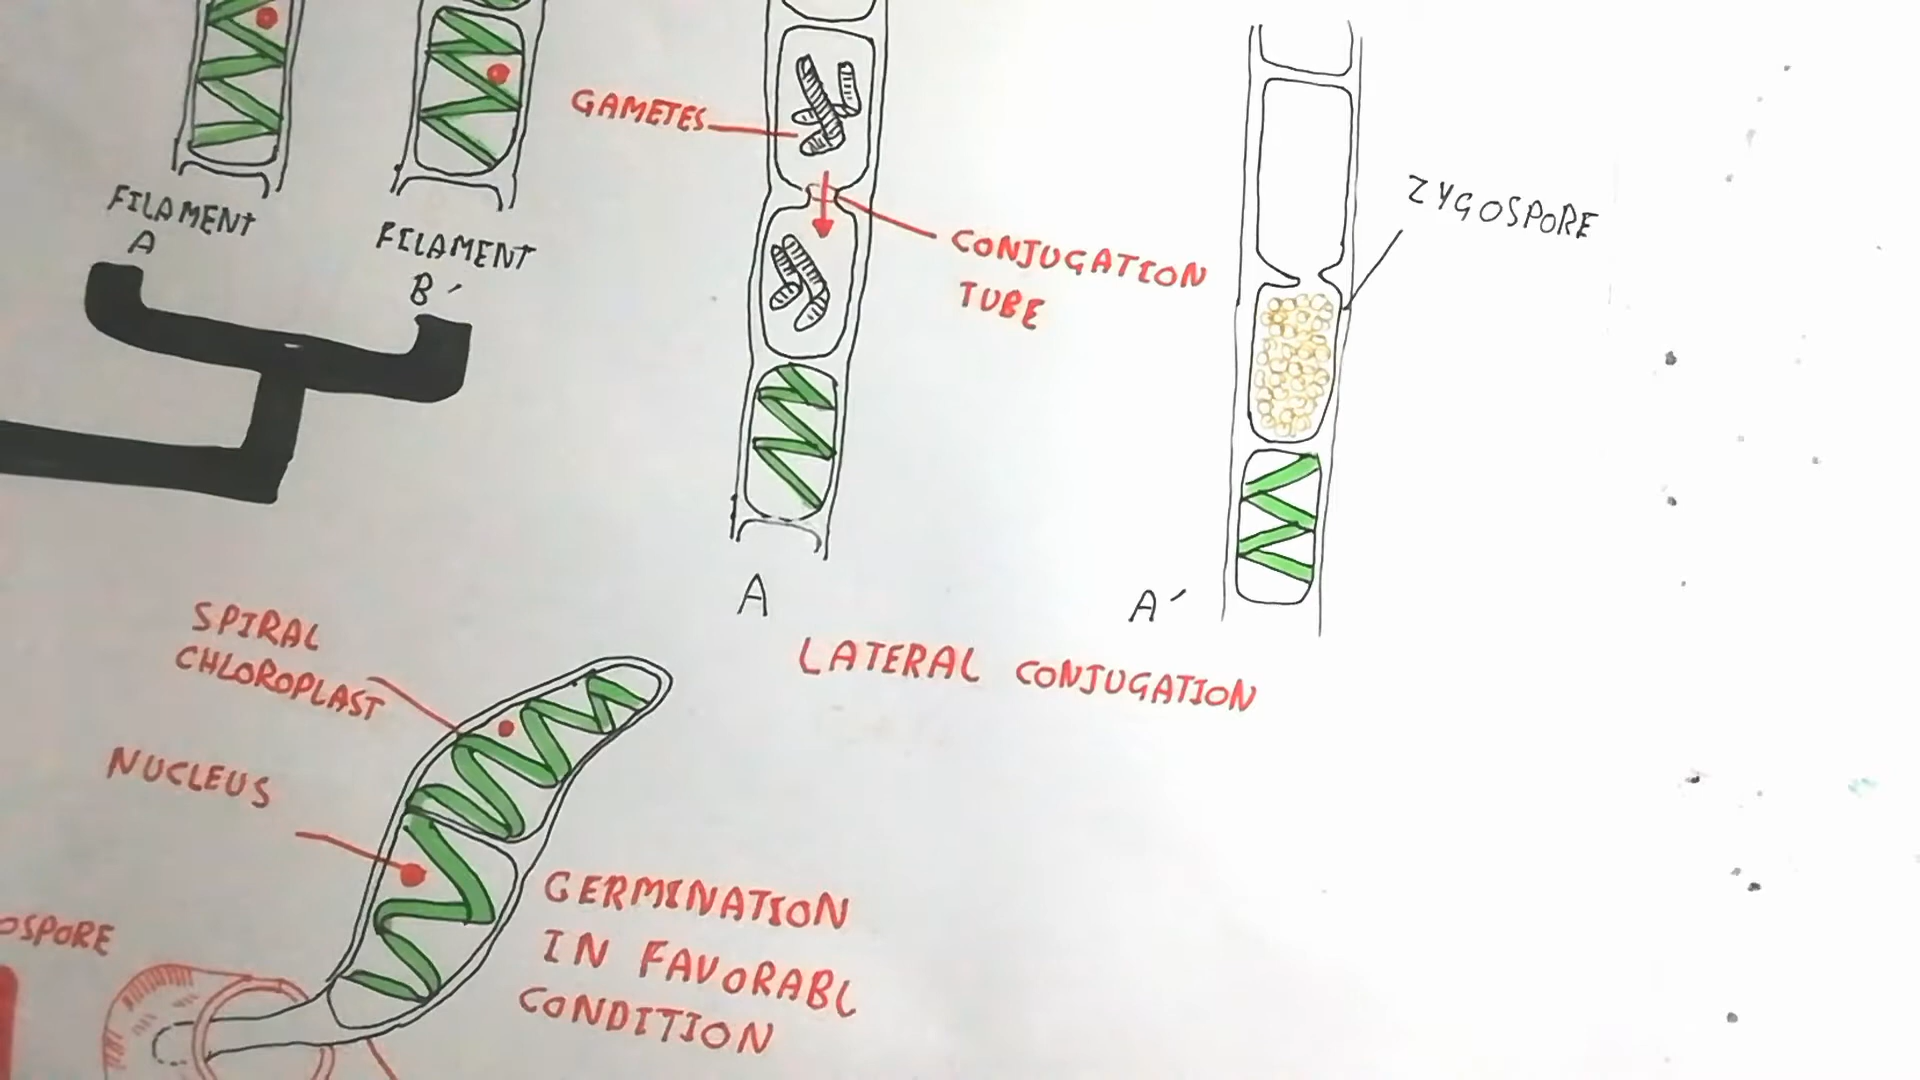 FILAMENT
A
FILAMENT
B'
GAMETES
CONJUGATION
TUBE
ZYGOSPORE
A
A'
LATERAL CONJUGATION
SPIRAL
CHLOROPLAST
NUCLEUS
OSPORE
GERMINATION
IN FAVORABL
CONDITION